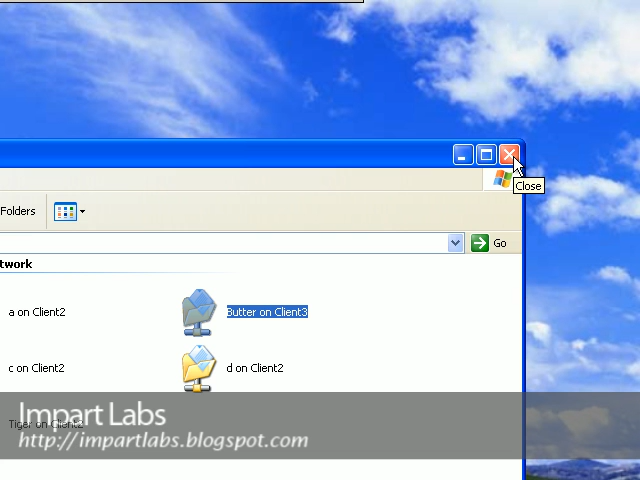 Close
Folders
Go
twork
a on Client2
Butter on Client3
c on Client2
d on Client2
Tiger on Client2
Impart Labs
http://impartlabs.blogspot.com